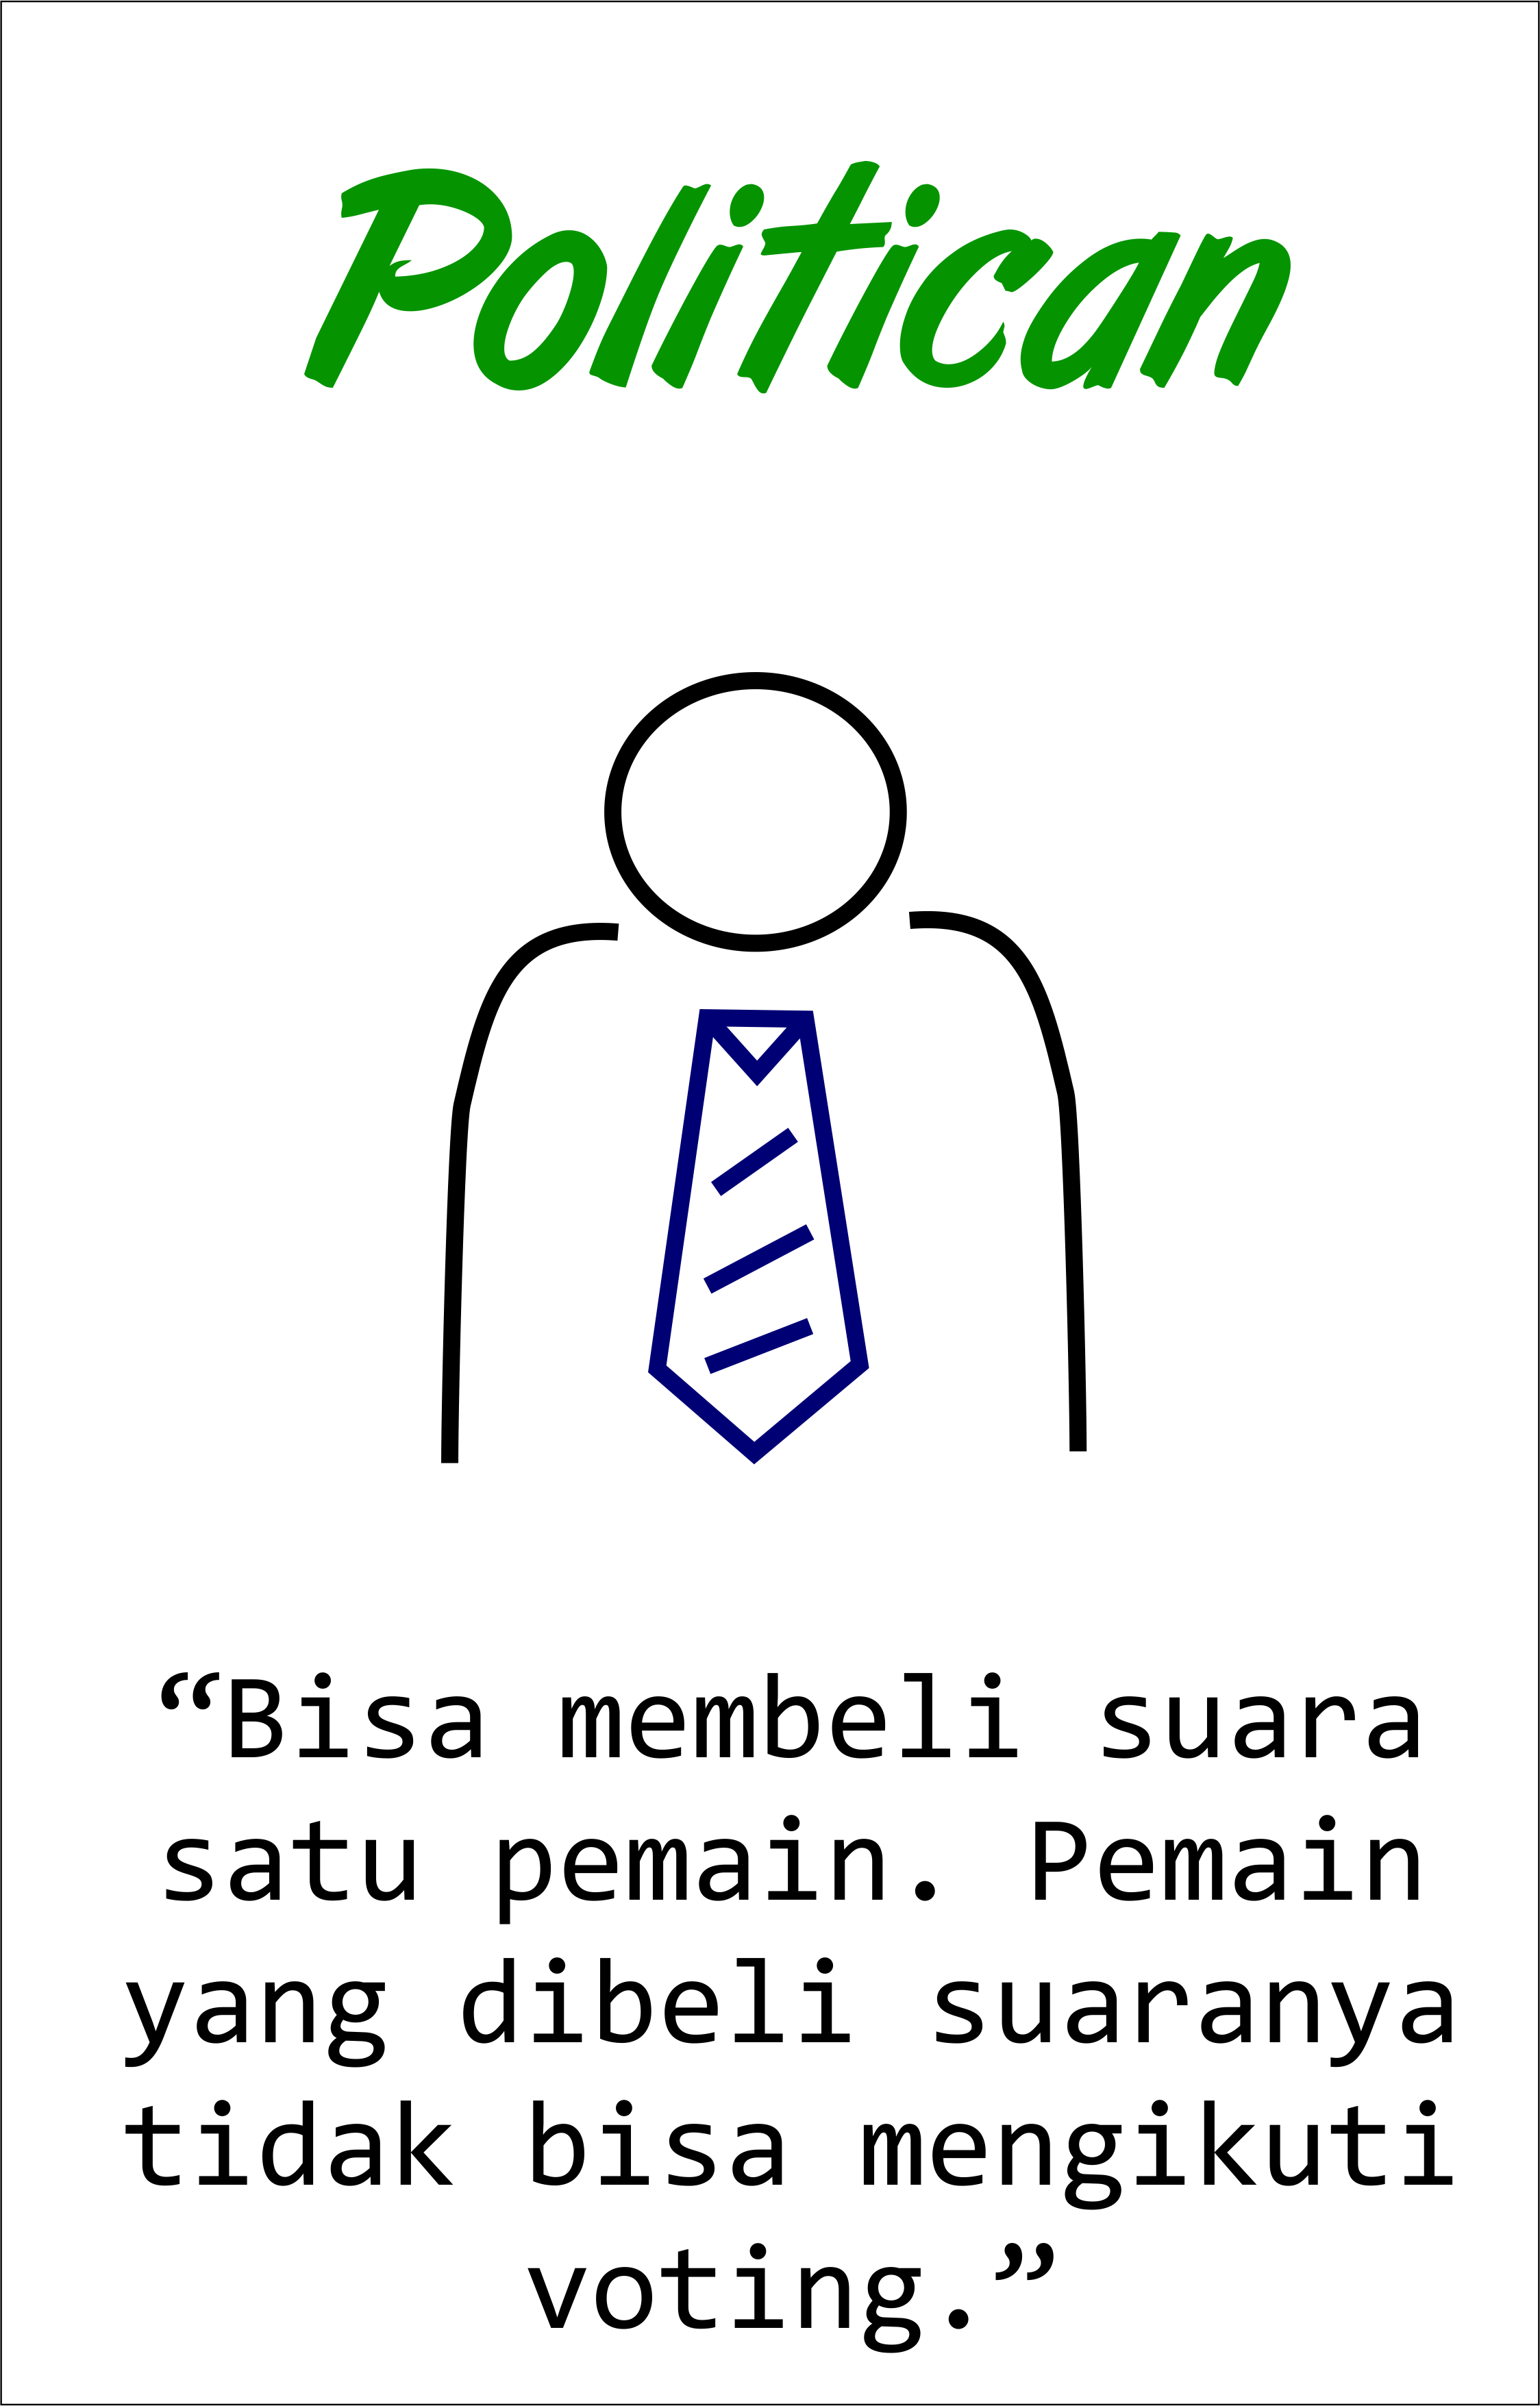 Politican
“Bisa membeli suara
satu pemain. Pemain
yang dibeli suaranya
tidak bisa mengikuti
voting.”